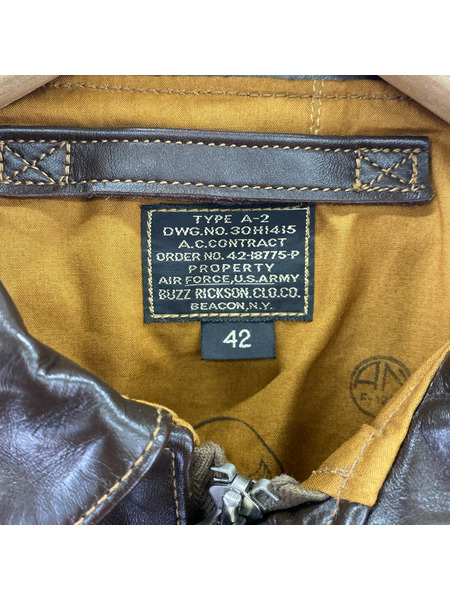 TYPE A-2
DWG.NO.30H1415
A.C.CONTRACT
ORDER NO.42-18775-P
PROPERTY
AIR FORCE,U.S.ARMY
BUZZ RICKSON.CLO.CO.
BEACON.N.Y.
42
AN